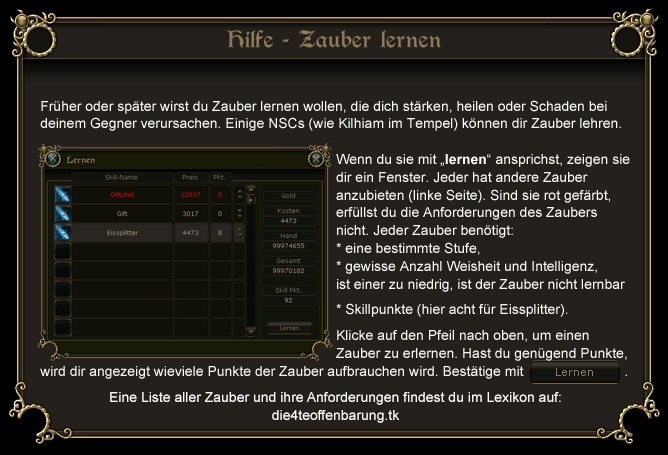 Hilfe - Zauber lernen
Früher oder später wirst du Zauber lernen wollen, die dich stärken, heilen oder Schaden bei
deinem Gegner verursachen. Einige NSCs (wie Kilhiam im Tempel) können dir Zauber lehren.
Lernen
Skill-Name Preis Pkt.
Giftpfeil 12937 0
Gift 3017 0
Eissplitter 4473 8
Gold
Kosten
4473
Hand
99974655
Gesamt
99970182
Skill Pkt.
92
Lernen
Wenn du sie mit „lernen“ ansprichst, zeigen sie
dir ein Fenster. Jeder hat andere Zauber
anzubieten (linke Seite). Sind sie rot gefärbt,
erfüllst du die Anforderungen des Zaubers
nicht. Jeder Zauber benötigt:
* eine bestimmte Stufe,
* gewisse Anzahl Weisheit und Intelligenz,
ist einer zu niedrig, ist der Zauber nicht lernbar
* Skillpunkte (hier acht für Eissplitter).
Klicke auf den Pfeil nach oben, um einen
Zauber zu erlernen. Hast du genügend Punkte,
wird dir angezeigt wieviele Punkte der Zauber aufbrauchen wird. Bestätige mit Lernen .
Eine Liste aller Zauber und ihre Anforderungen findest du im Lexikon auf:
die4teoffenbarung.tk